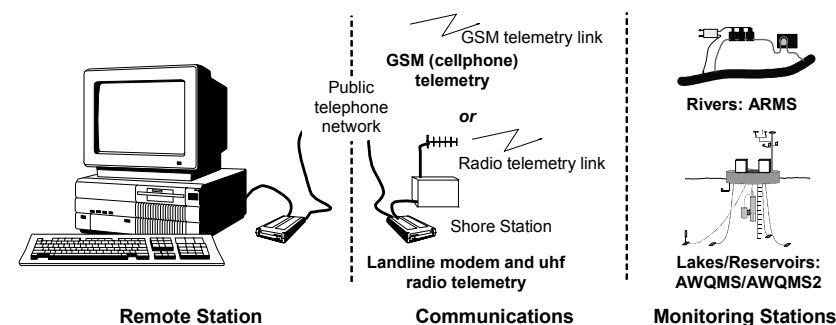 GSM telemetry link
GSM (cellphone)
telemetry
Public
telephone
network
or
Radio telemetry link
Shore Station
Landline modem and uhf
radio telemetry
Rivers: ARMS
Lakes/Reservoirs:
AWQMS/AWQMS2
Remote Station
Communications
Monitoring Stations